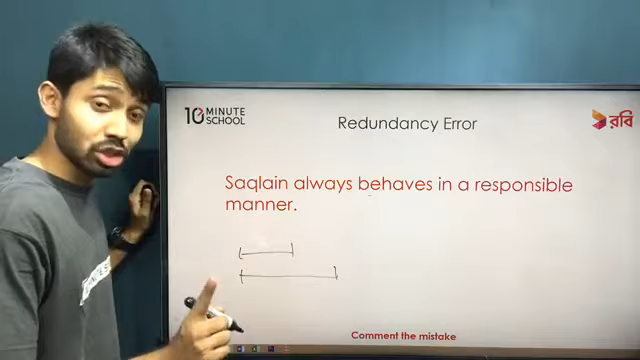 10 MINUTE SCHOOL
Redundancy Error
রবি
Saqlain always behaves in a responsible
manner.
Comment the mistake